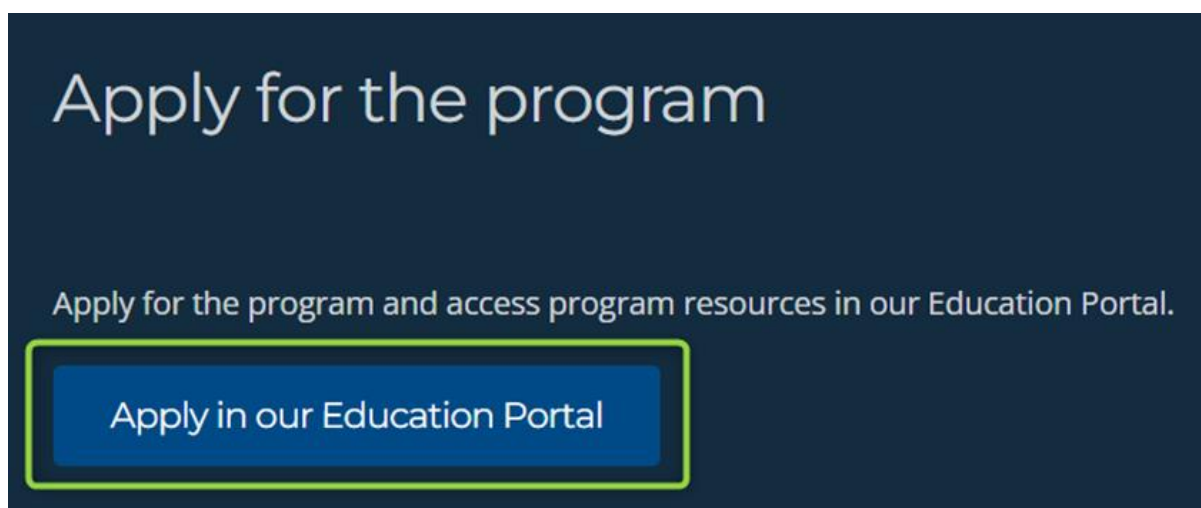 Apply for the program
Apply for the program and access program resources in our Education Portal.
Apply in our Education Portal